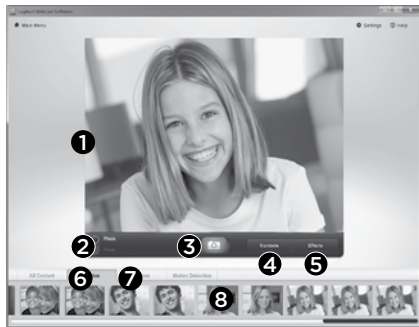 Logitech Webcam Software
Main Menu
Settings
Help
1
Photo
2
3
Controls
Effects
4
5
All Content
Motion Detection
6
7
8